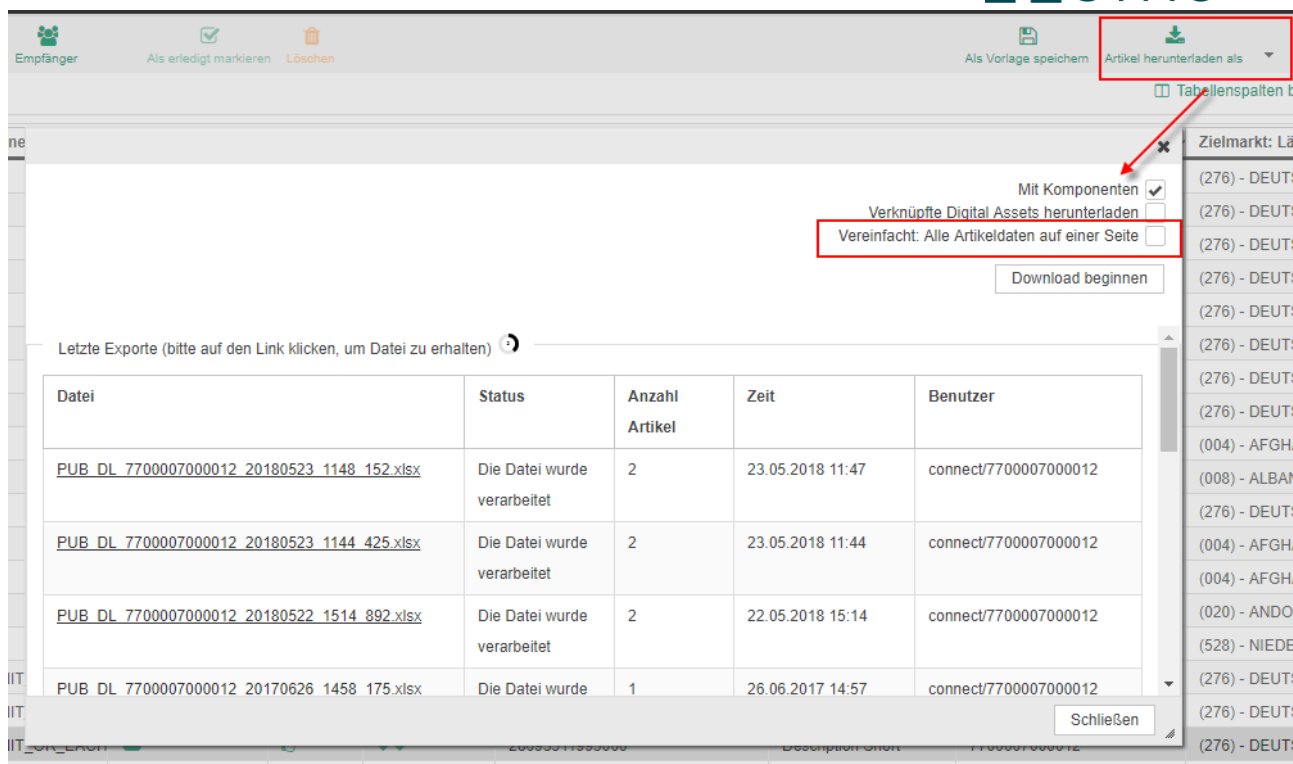 Empfänger Als erledigt markieren Löschen Als Vorlage speichern Artikel herunterladen als
Tabellenspalten b
ne Zielmarkt: Lä
(276) - DEUTS
Mit Komponenten
(276) - DEUTS
Verknüpfte Digital Assets herunterladen
(276) - DEUTS
Vereinfacht: Alle Artikeldaten auf einer Seite
(276) - DEUTS
Download beginnen
(276) - DEUTS
(276) - DEUTS
Letzte Exporte (bitte auf den Link klicken, um Datei zu erhalten)
(276) - DEUTS
Datei Status Anzahl Artikel Zeit Benutzer
(276) - DEUTS
(004) - AFGHA
PUB_DL_7700007000012_20180523_1148_152.xlsx Die Datei wurde verarbeitet 2 23.05.2018 11:47 connect/7700007000012
(008) - ALBAN
(276) - DEUTS
PUB_DL_7700007000012_20180523_1144_425.xlsx Die Datei wurde verarbeitet 2 23.05.2018 11:44 connect/7700007000012
(004) - AFGHA
(004) - AFGHA
PUB_DL_7700007000012_20180522_1514_892.xlsx Die Datei wurde verarbeitet 2 22.05.2018 15:14 connect/7700007000012
(020) - ANDO
(528) - NIEDE
PUB_DL_7700007000012_20170626_1458_175.xlsx Die Datei wurde 1 26.06.2017 14:57 connect/7700007000012
(276) - DEUTS
Schließen
(276) - DEUTS
(276) - DEUTS